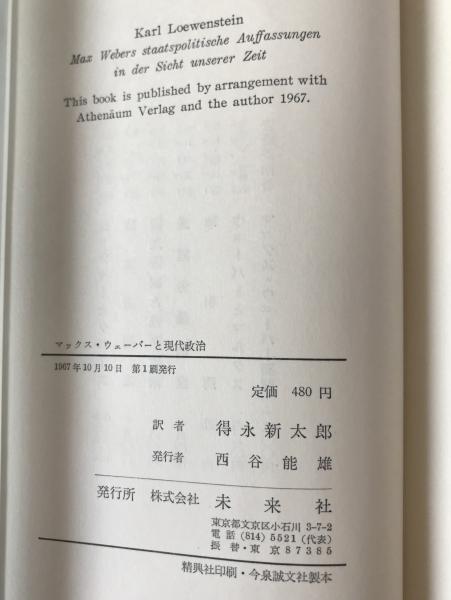 Karl Loewenstein
Max Webers staatspolitische Auffassungen
in der Sicht unserer Zeit
This book is published by arrangement with
Athenäum Verlag and the author 1967.
マックス・ウェーバーと現代政治
1967年10月10日 第1刷発行
定価 480円
訳者 得永新太郎
発行者 西谷能雄
発行所 株式会社 未来社
東京都文京区小石川 3-7-2
電話 (814) 5521 (代表)
振替・東京 87385
精興社印刷・今泉誠文社製本